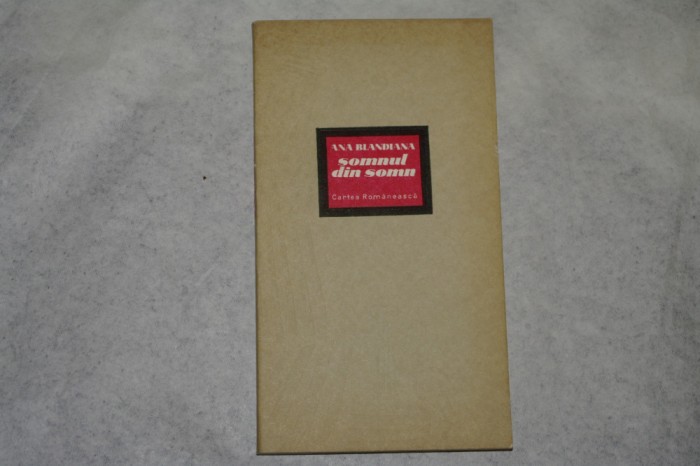 ANA BLANDIANA
somnul
din somn
Cartea Românească